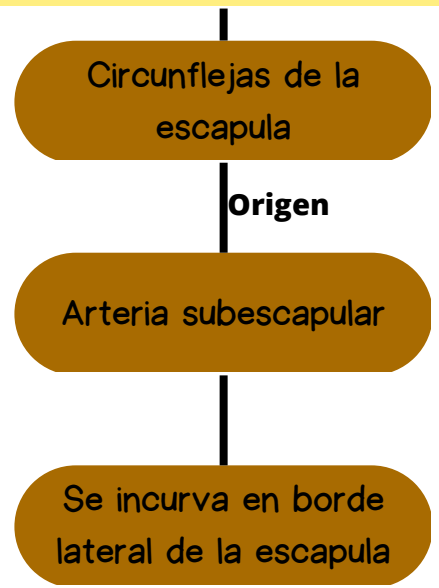 Circunflejas de la
escapula
Origen
Arteria subescapular
Se incurva en borde
lateral de la escapula